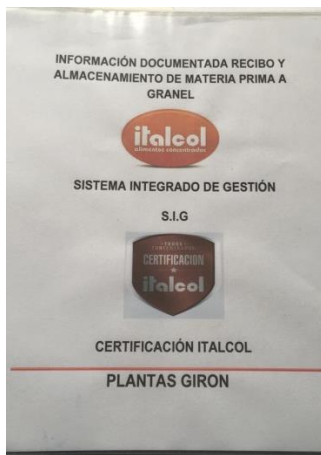 INFORMACIÓN DOCUMENTADA RECIBO Y
ALMACENAMIENTO DE MATERIA PRIMA A
GRANEL
italcol
alimentos concentrados
SISTEMA INTEGRADO DE GESTIÓN
S.I.G
CERTIFICACION
italcol
CERTIFICACIÓN ITALCOL
PLANTAS GIRON